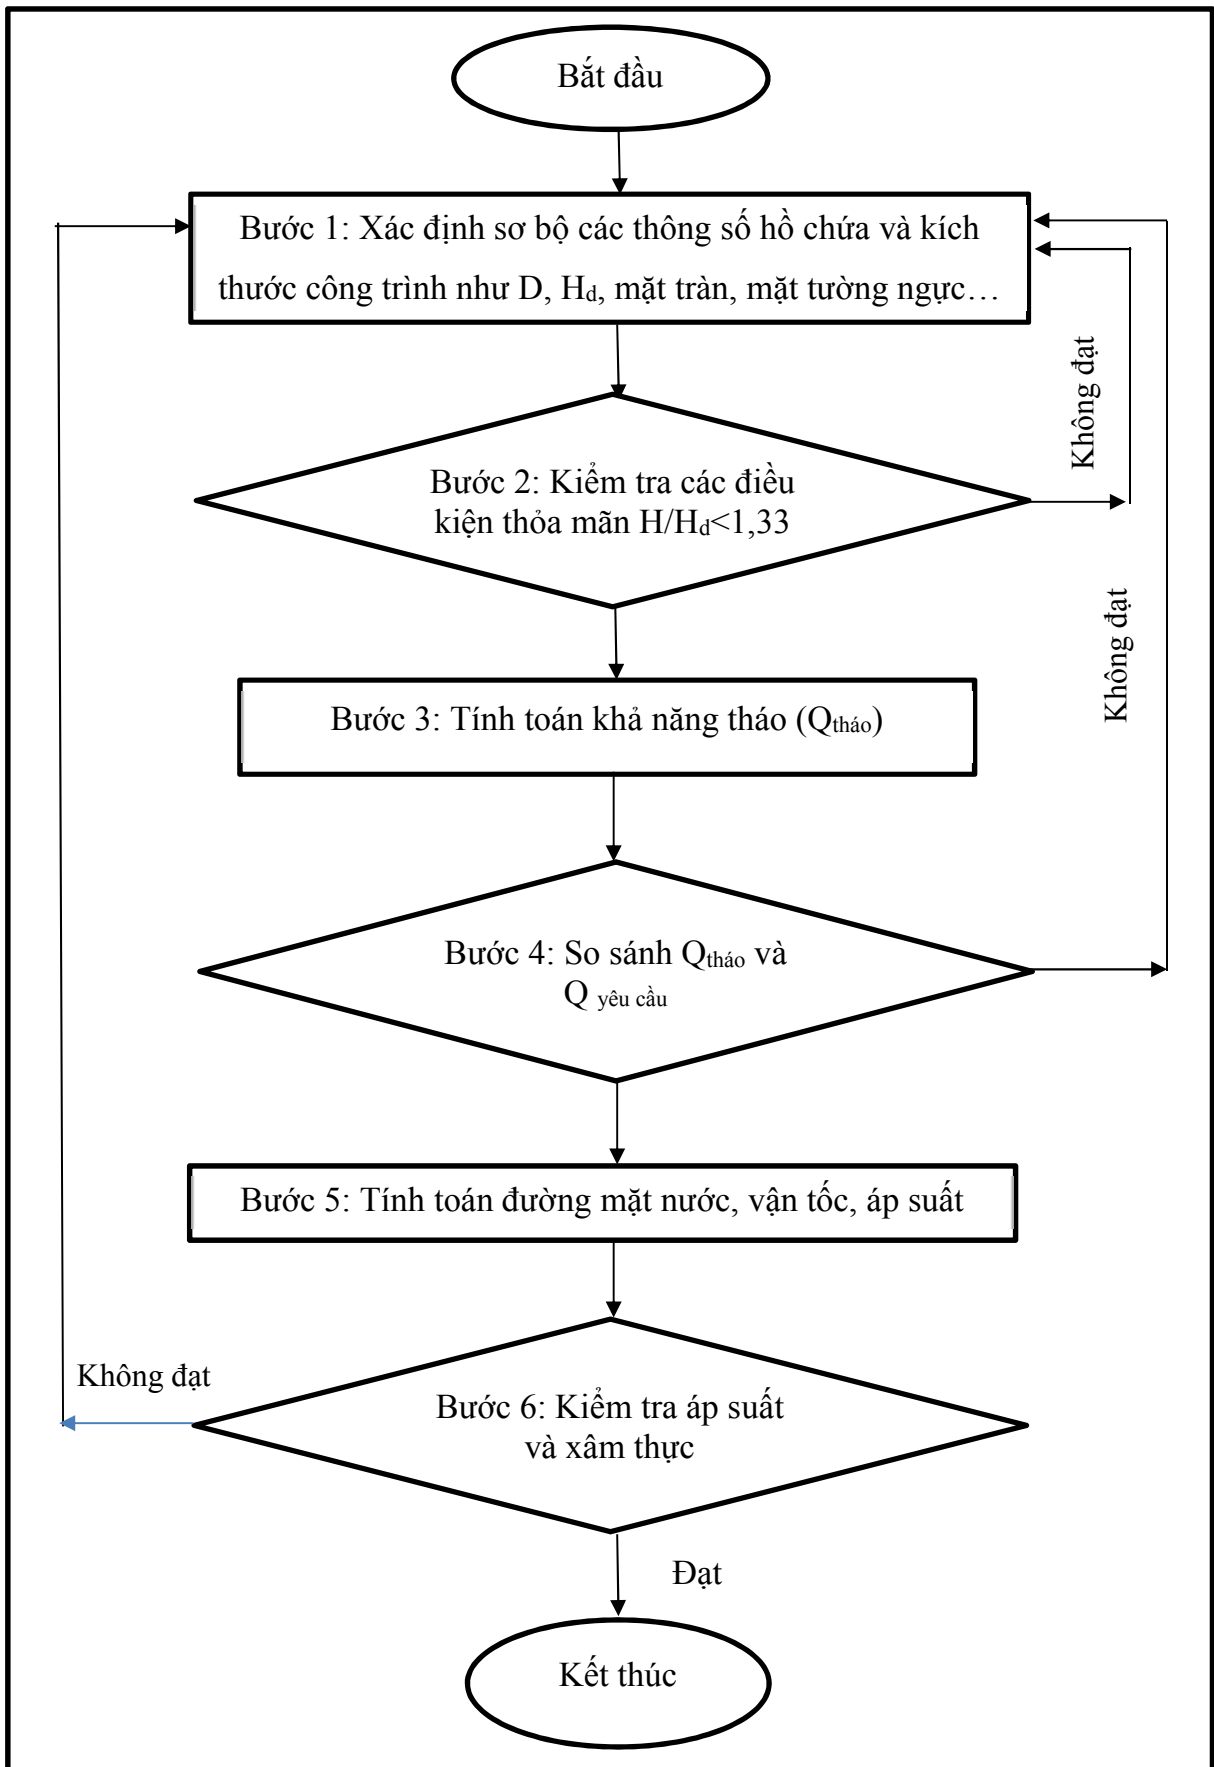 Bắt đầu
Bước 1: Xác định sơ bộ các thông số hồ chứa và kích
thước công trình như D, Hd, mặt tràn, mặt tường ngực…
Không đạt
Bước 2: Kiểm tra các điều
kiện thỏa mãn H/Hd<1,33
Không đạt
Bước 3: Tính toán khả năng tháo (Qtháo)
Bước 4: So sánh Qtháo và
Q yêu cầu
Bước 5: Tính toán đường mặt nước, vận tốc, áp suất
Không đạt
Bước 6: Kiểm tra áp suất
và xâm thực
Đạt
Kết thúc